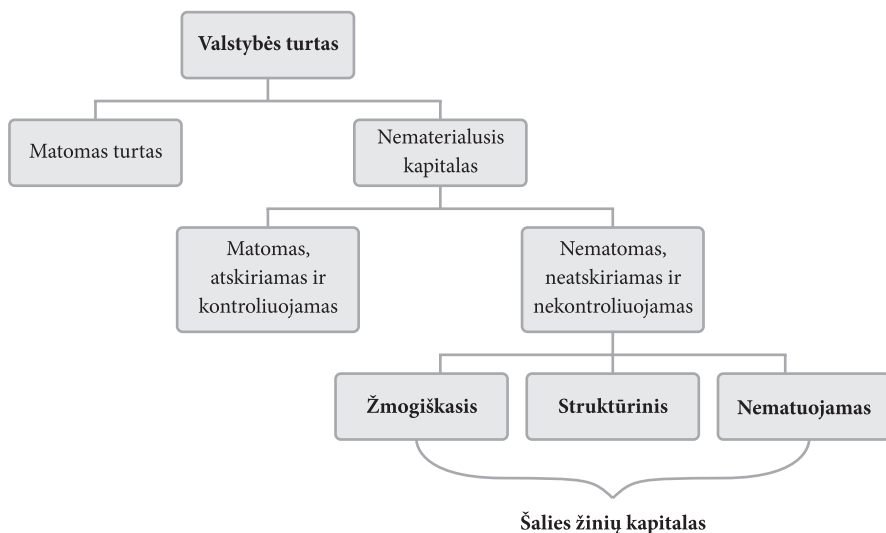 Valstybės turtas
Matomas turtas
Nematerialusis
kapitalas
Matomas,
atskiriamas ir
kontroliuojamas
Nematomas,
neatskiriamas ir
nekontroliuojamas
Žmogiškasis
Struktūrinis
Nematuojamas
Šalies žinių kapitalas